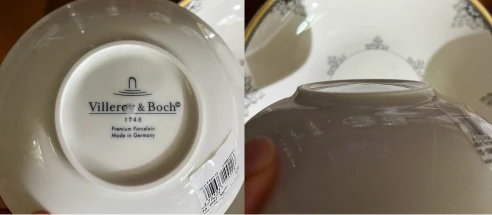 Villeroy & Boch©
1748
Premium Porcelain
Made in Germany